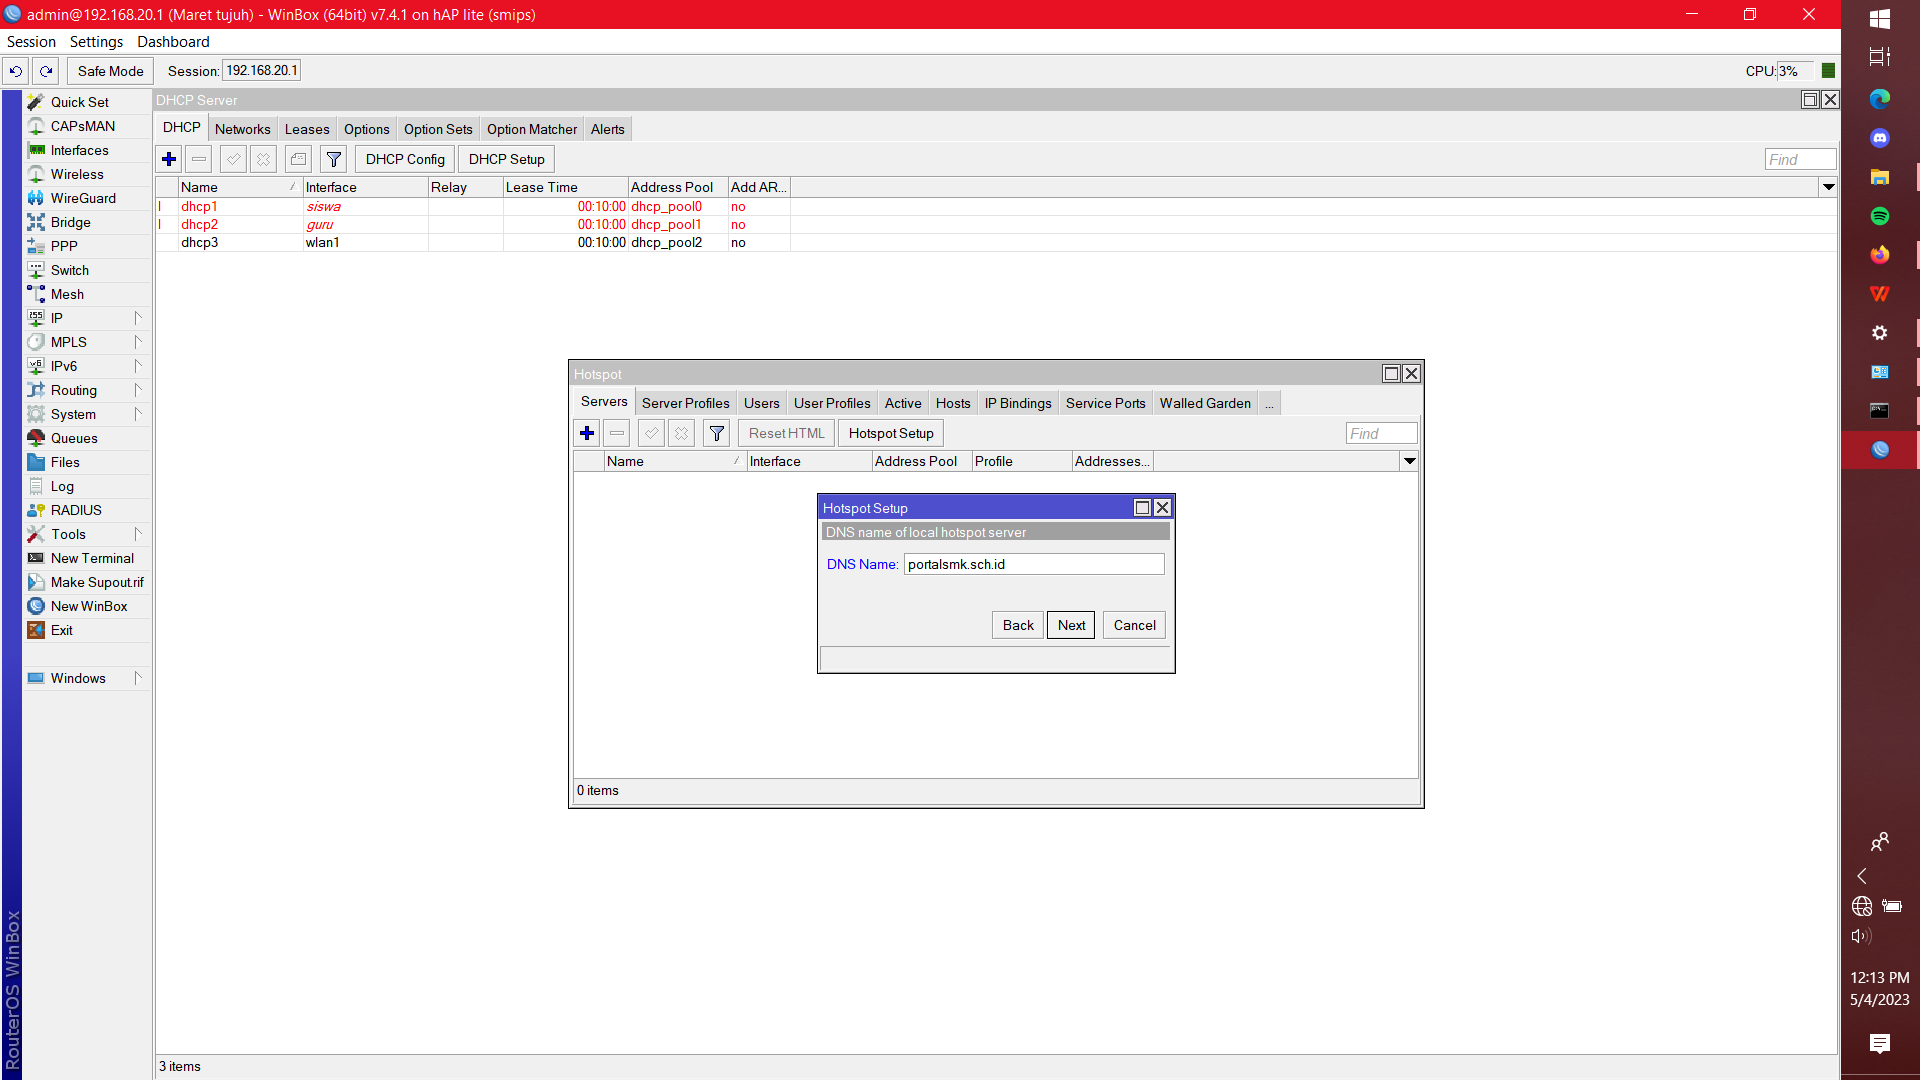 admin@192.168.20.1 (Maret tujuh) - WinBox (64bit) v7.4.1 on hAP lite (smips)
Session Settings Dashboard
Safe Mode Session: 192.168.20.1 CPU: 3%
Quick Set
CAPsMAN
Interfaces
Wireless
WireGuard
Bridge
PPP
Switch
Mesh
IP
MPLS
IPv6
Routing
System
Queues
Files
Log
RADIUS
Tools
New Terminal
Make Supout.rif
New WinBox
Exit
Windows
RouterOS WinBox
DHCP Server
DHCP Networks Leases Options Option Sets Option Matcher Alerts
DHCP Config DHCP Setup Find
Name Interface Relay Lease Time Address Pool Add AR...
I dhcp1 siswa 00:10:00 dhcp_pool0 no
I dhcp2 guru 00:10:00 dhcp_pool1 no
dhcp3 wlan1 00:10:00 dhcp_pool2 no
3 items
Hotspot
Servers Server Profiles Users User Profiles Active Hosts IP Bindings Service Ports Walled Garden ...
Reset HTML Hotspot Setup Find
Name Interface Address Pool Profile Addresses...
0 items
Hotspot Setup
DNS name of local hotspot server
DNS Name: portalsmk.sch.id
Back Next Cancel
12:13 PM
5/4/2023